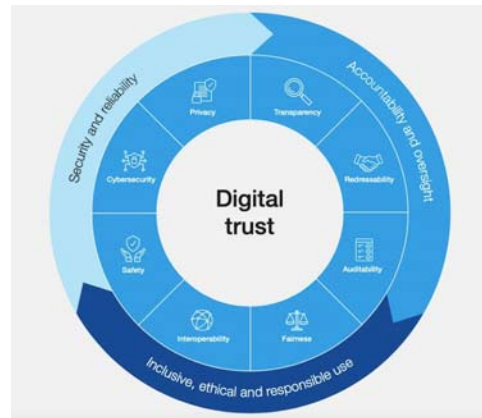 Digital
trust
Security and reliability
Accountability and oversight
Inclusive, ethical and responsible use
Privacy
Transparency
Cybersecurity
Redressability
Safety
Auditability
Interoperability
Fairness